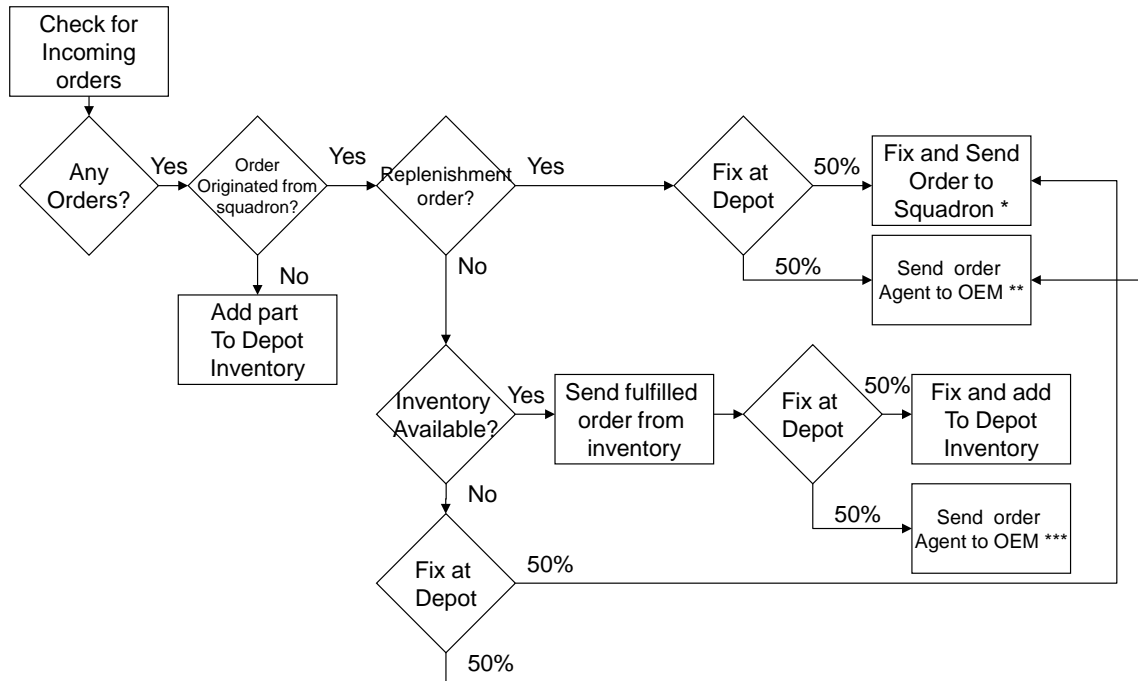 Check for
Incoming
orders
Any
Orders?
Yes
Order
Originated from
squadron?
Yes
Replenishment
order?
Yes
Fix at
Depot
50%
Fix and Send
Order to
Squadron *
50%
Send order
Agent to OEM **
No
Add part
To Depot
Inventory
No
Inventory
Available?
Yes
Send fulfilled
order from
inventory
Fix at
Depot
50%
Fix and add
To Depot
Inventory
50%
Send order
Agent to OEM ***
No
Fix at
Depot
50%
50%